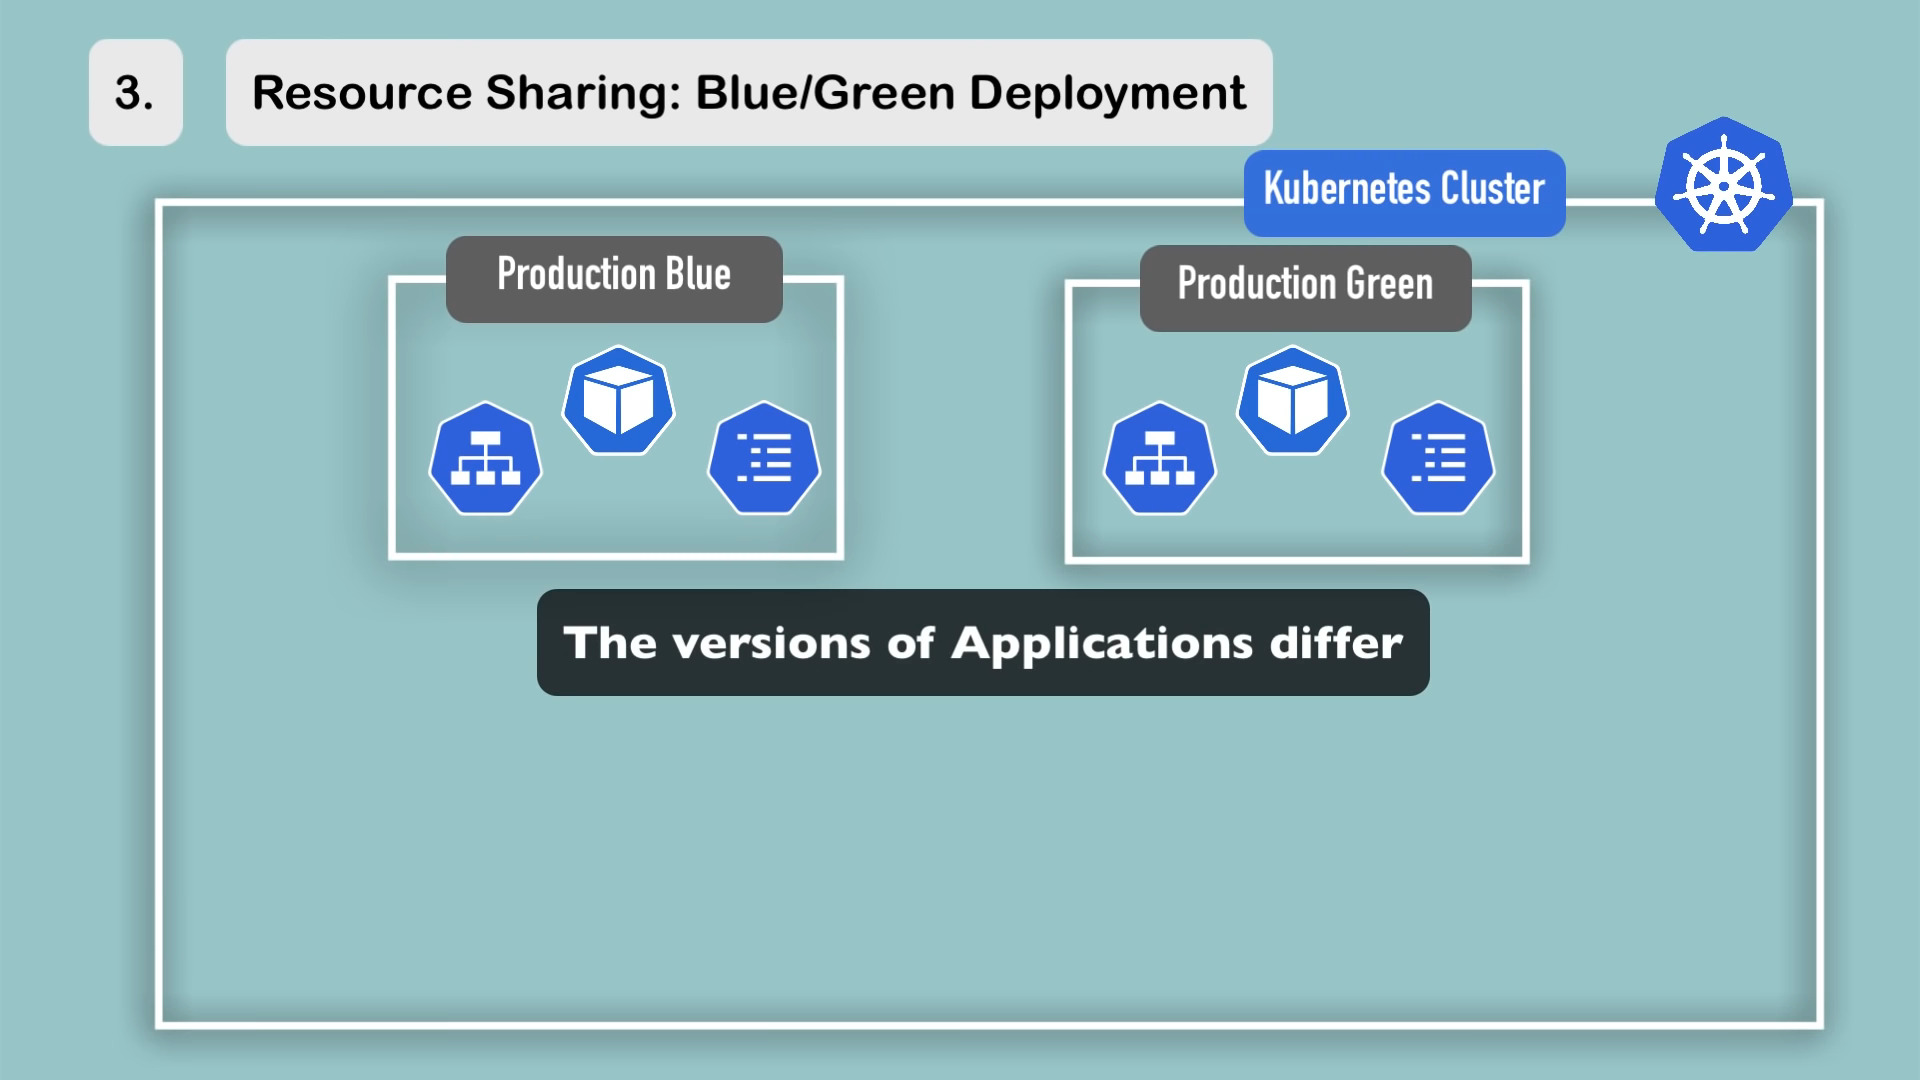 3.
Resource Sharing: Blue/Green Deployment
Kubernetes Cluster
Production Blue
Production Green
The versions of Applications differ